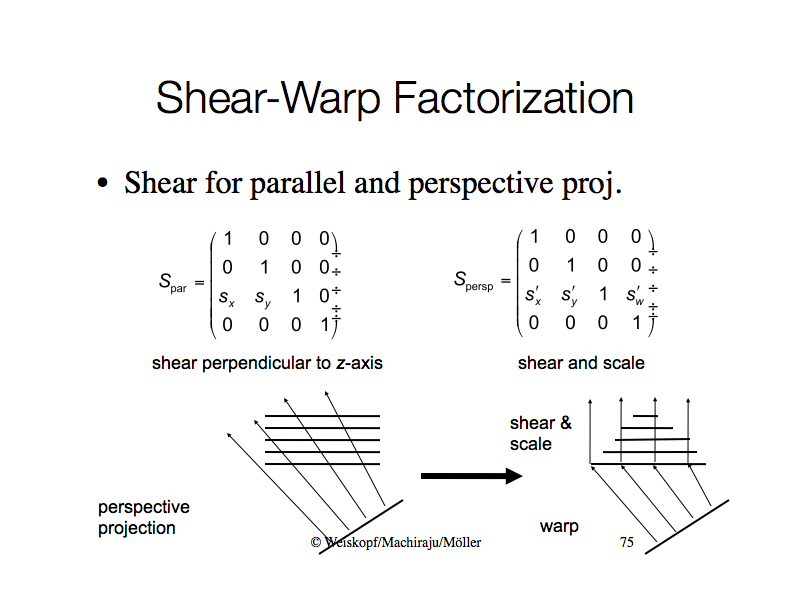 Shear-Warp Factorization
• Shear for parallel and perspective proj.
S_par =
1 0 0 0
0 1 0 0
s_x s_y 1 0
0 0 0 1
÷
÷
÷
÷
÷
S_persp =
1 0 0 0
0 1 0 0
s′_x s′_y 1 s′_w
0 0 0 1
÷
÷
÷
÷
÷
shear perpendicular to z-axis
shear and scale
shear &
scale
perspective
projection
warp
© Weiskopf/Machiraju/Möller
75